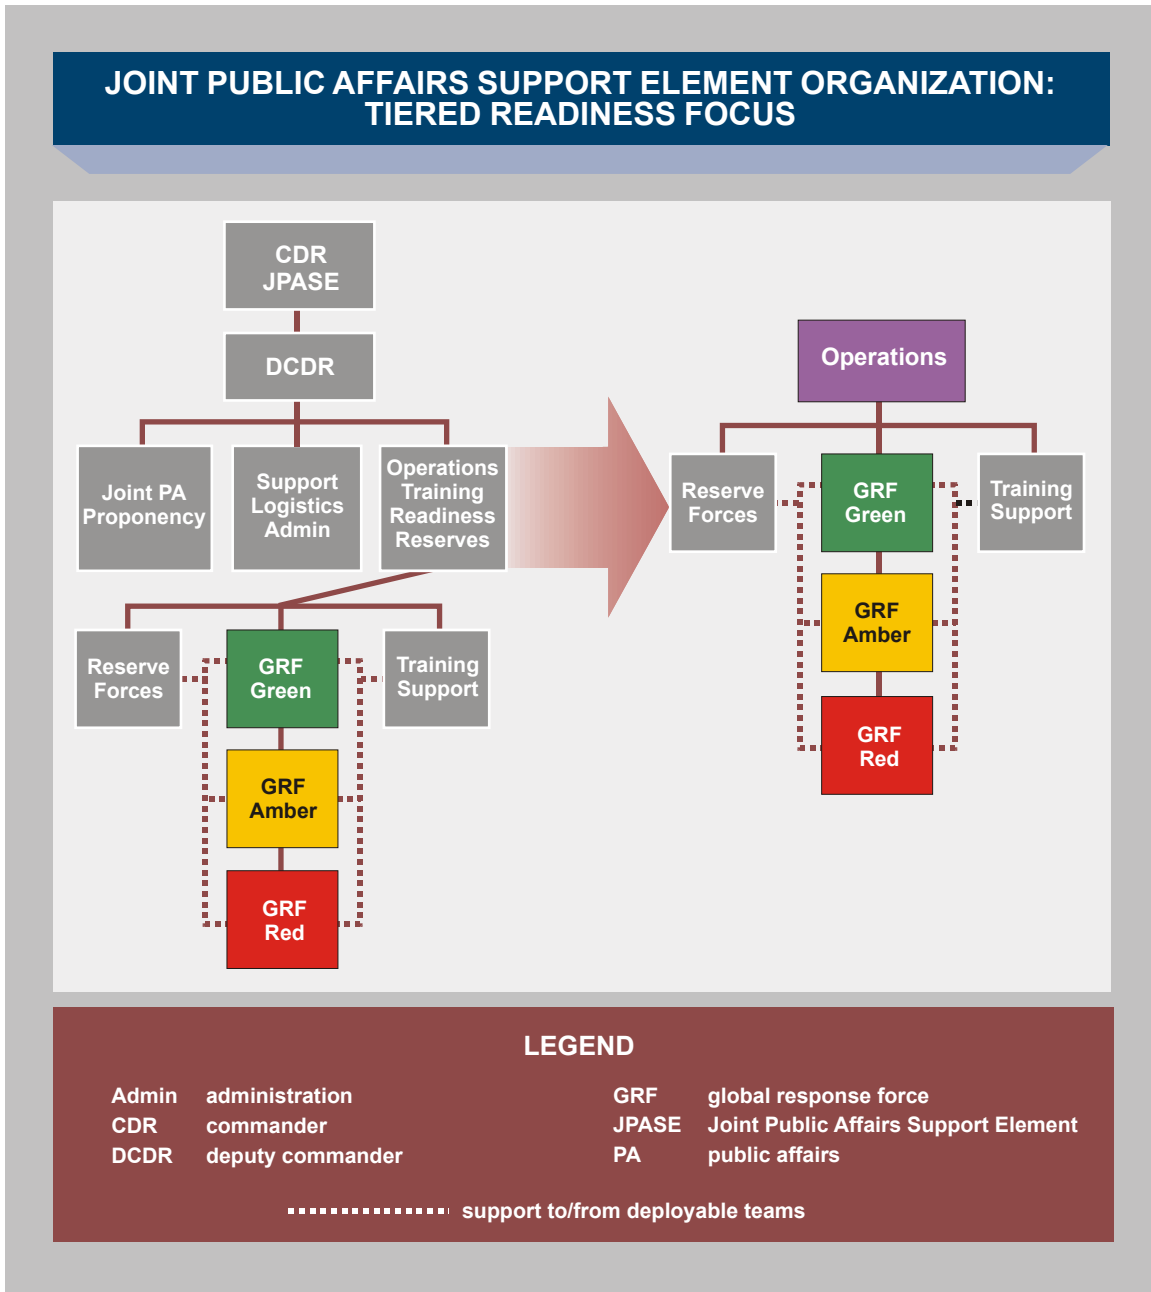 JOINT PUBLIC AFFAIRS SUPPORT ELEMENT ORGANIZATION:
TIERED READINESS FOCUS
CDR
JPASE
DCDR
Joint PA
Proponency
Support
Logistics
Admin
Operations
Training
Readiness
Reserves
Reserve
Forces
GRF
Green
Training
Support
GRF
Amber
GRF
Red
Operations
Reserve
Forces
GRF
Green
Training
Support
GRF
Amber
GRF
Red
LEGEND
Admin administration
CDR commander
DCDR deputy commander
GRF global response force
JPASE Joint Public Affairs Support Element
PA public affairs
support to/from deployable teams